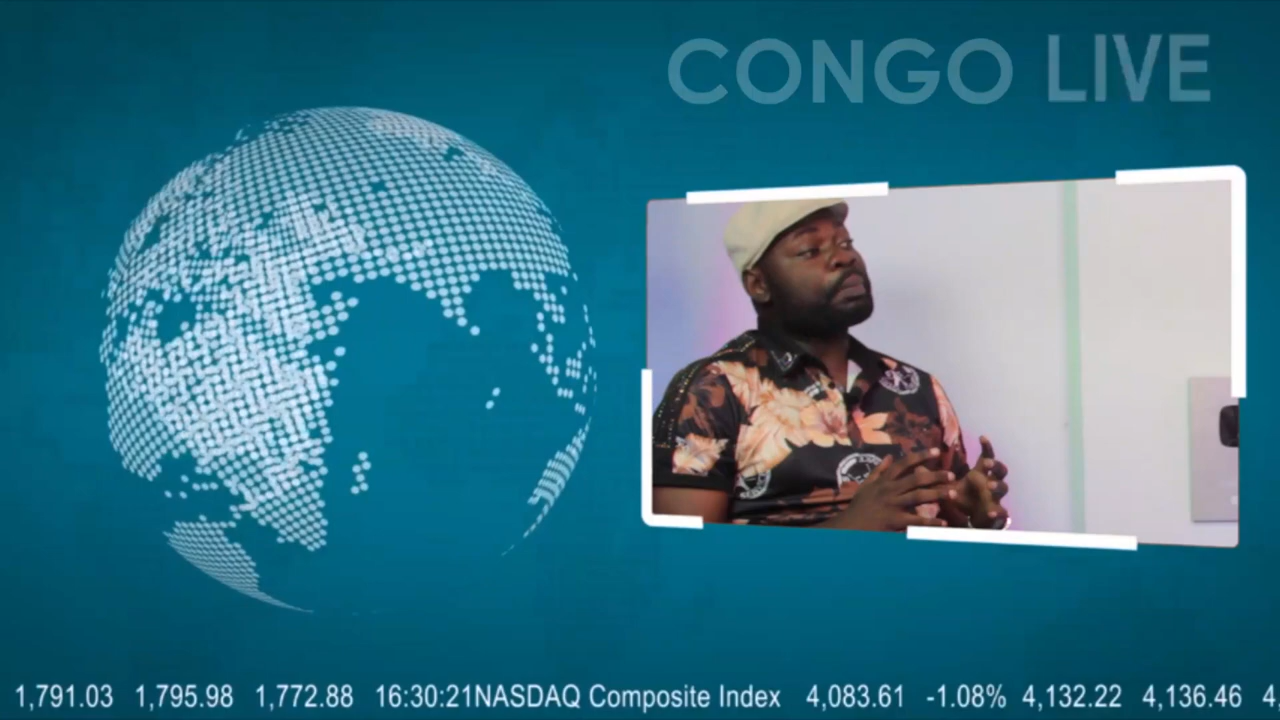 CONGO LIVE
1,791.03 1,795.98 1,772.88 16:30:21NASDAQ Composite Index 4,083.61 -1.08% 4,132.22 4,136.46 4,